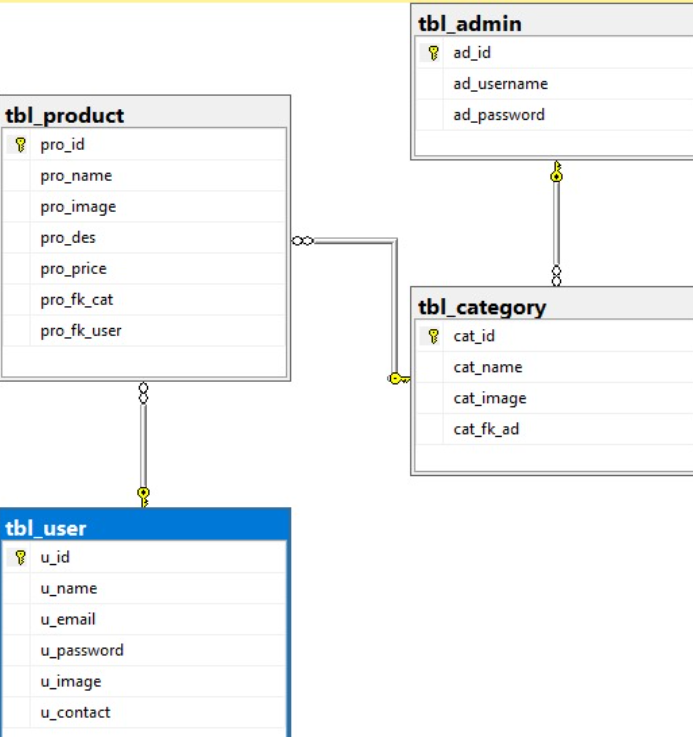 tbl_admin
ad_id
ad_username
ad_password
tbl_product
pro_id
pro_name
pro_image
pro_des
pro_price
pro_fk_cat
pro_fk_user
tbl_category
cat_id
cat_name
cat_image
cat_fk_ad
tbl_user
u_id
u_name
u_email
u_password
u_image
u_contact